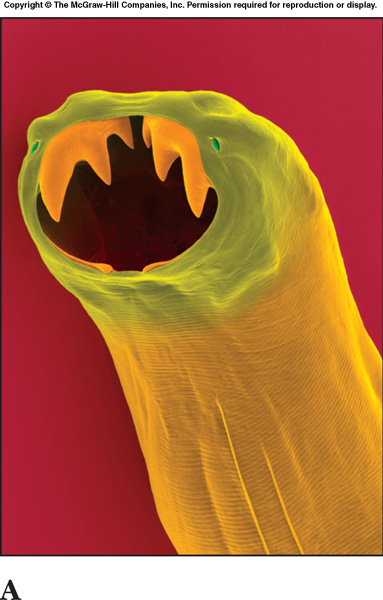 Copyright © The McGraw-Hill Companies, Inc. Permission required for reproduction or display.
A